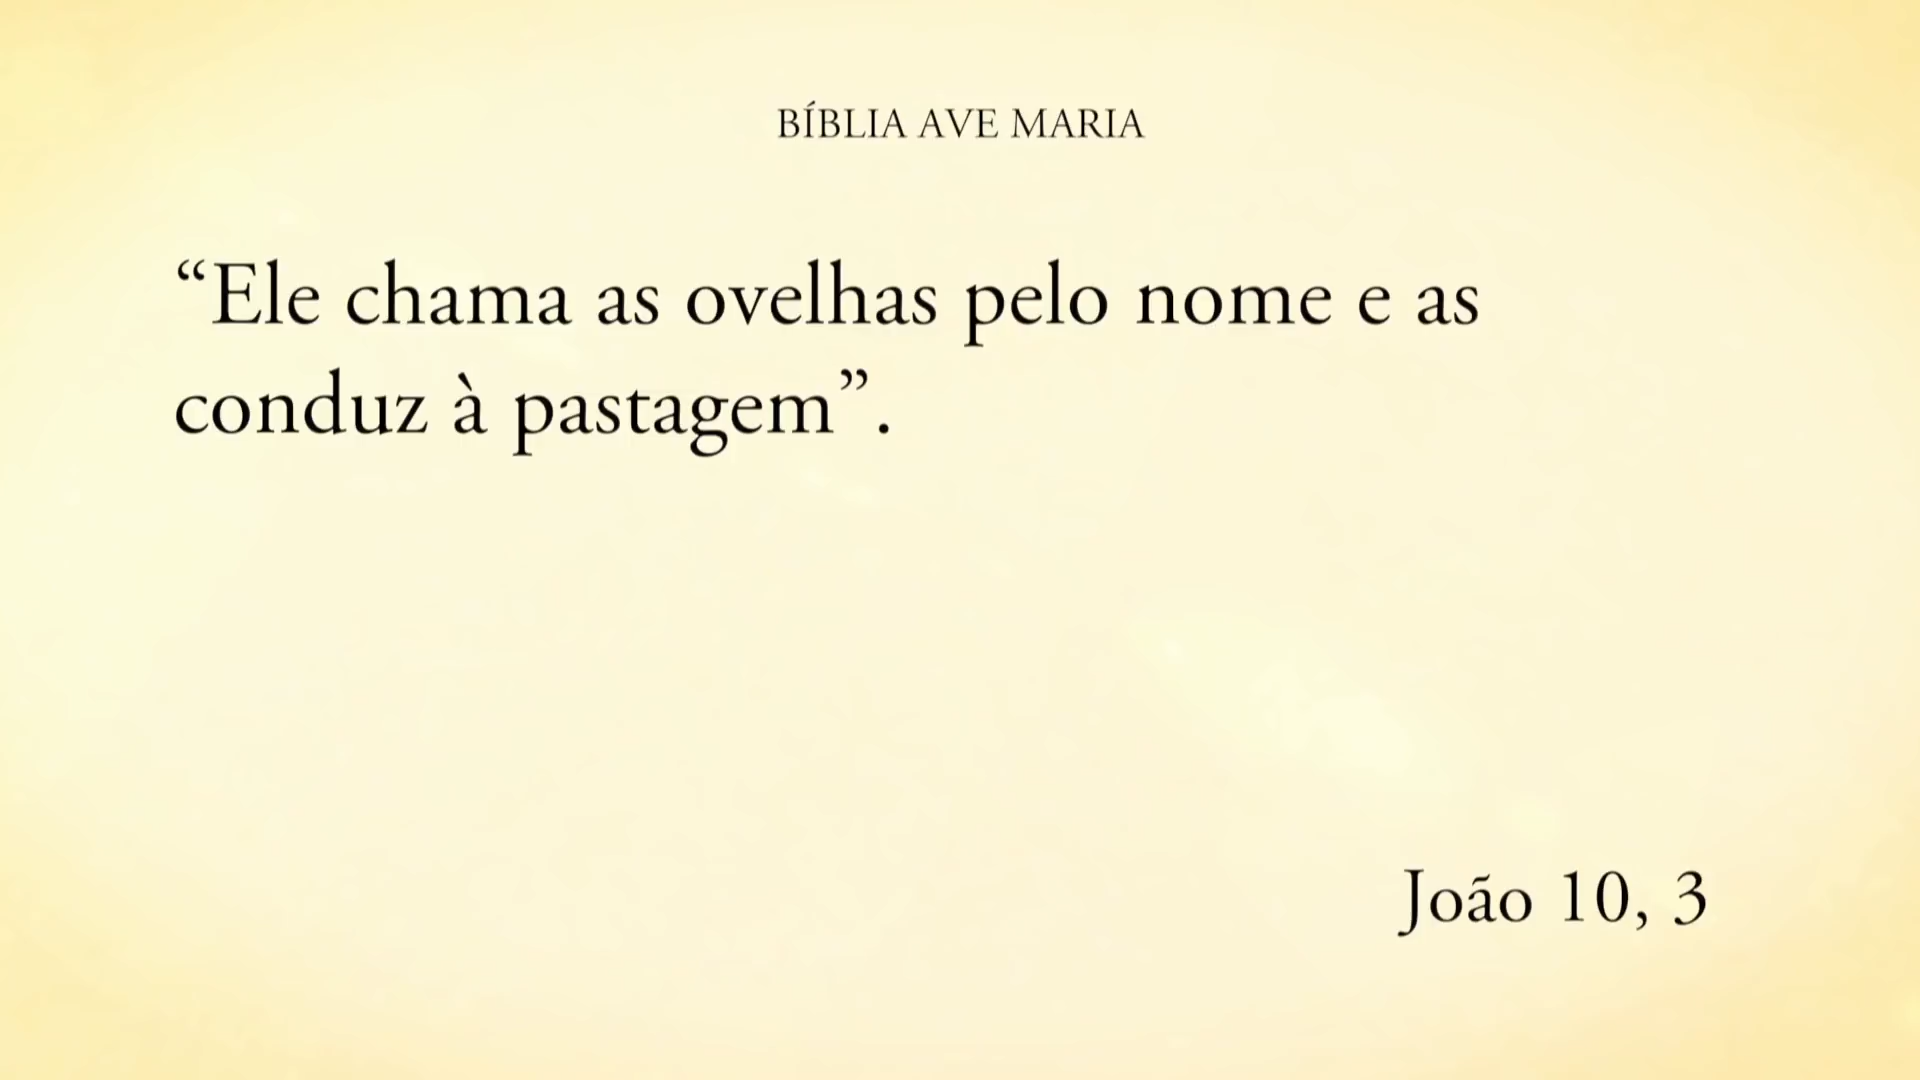 BÍBLIA AVE MARIA
“Ele chama as ovelhas pelo nome e as
conduz à pastagem”.
João 10, 3